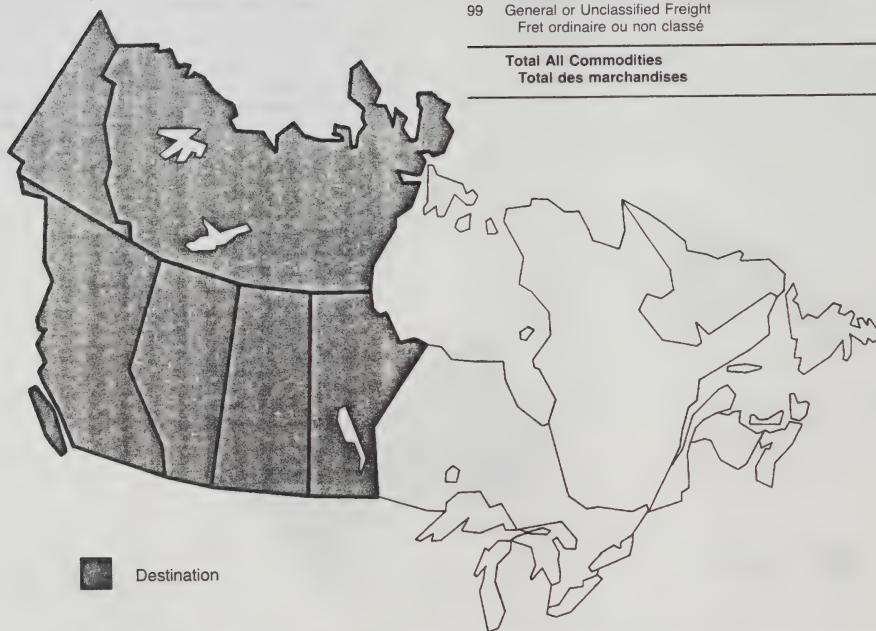 99 General or Unclassified Freight
Fret ordinaire ou non classé
Total All Commodities
Total des marchandises
Destination